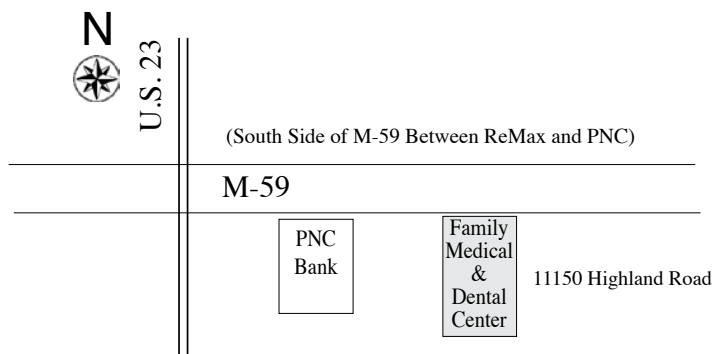 N
U.S. 23
(South Side of M-59 Between ReMax and PNC)
M-59
PNC
Bank
Family
Medical
&
Dental
Center
11150 Highland Road